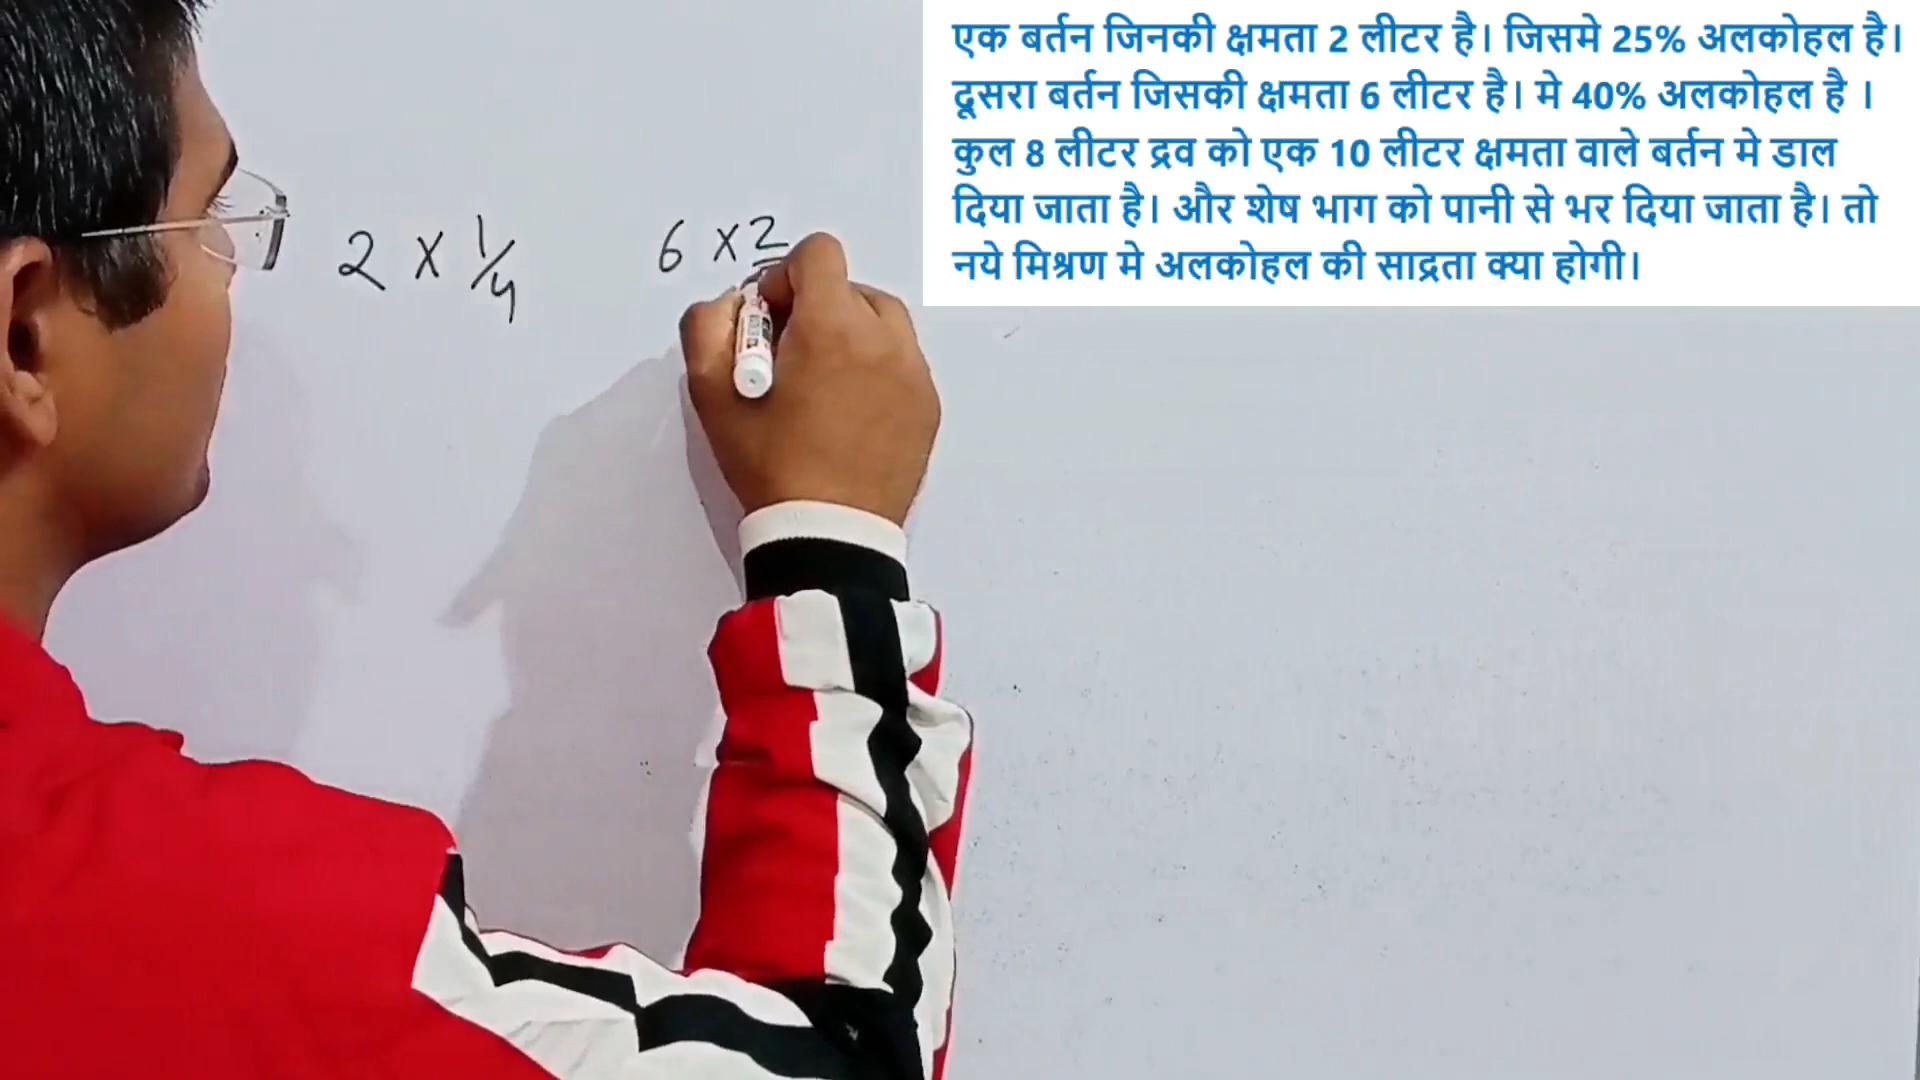 एक बर्तन जिनकी क्षमता 2 लीटर है। जिसमे 25% अलकोहल है।
दूसरा बर्तन जिसकी क्षमता 6 लीटर है। मे 40% अलकोहल है ।
कुल 8 लीटर द्रव को एक 10 लीटर क्षमता वाले बर्तन मे डाल
दिया जाता है। और शेष भाग को पानी से भर दिया जाता है। तो
नये मिश्रण मे अलकोहल की साद्रता क्या होगी।
2 × 1/4 6 × 2